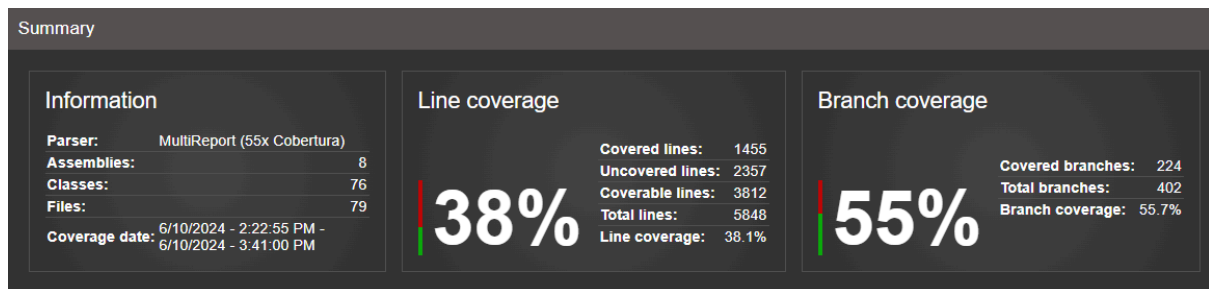 Summary
Information
Parser: MultiReport (55x Cobertura)
Assemblies: 8
Classes: 76
Files: 79
Coverage date: 6/10/2024 - 2:22:55 PM -
6/10/2024 - 3:41:00 PM
Line coverage
38%
Covered lines: 1455
Uncovered lines: 2357
Coverable lines: 3812
Total lines: 5848
Line coverage: 38.1%
Branch coverage
55%
Covered branches: 224
Total branches: 402
Branch coverage: 55.7%